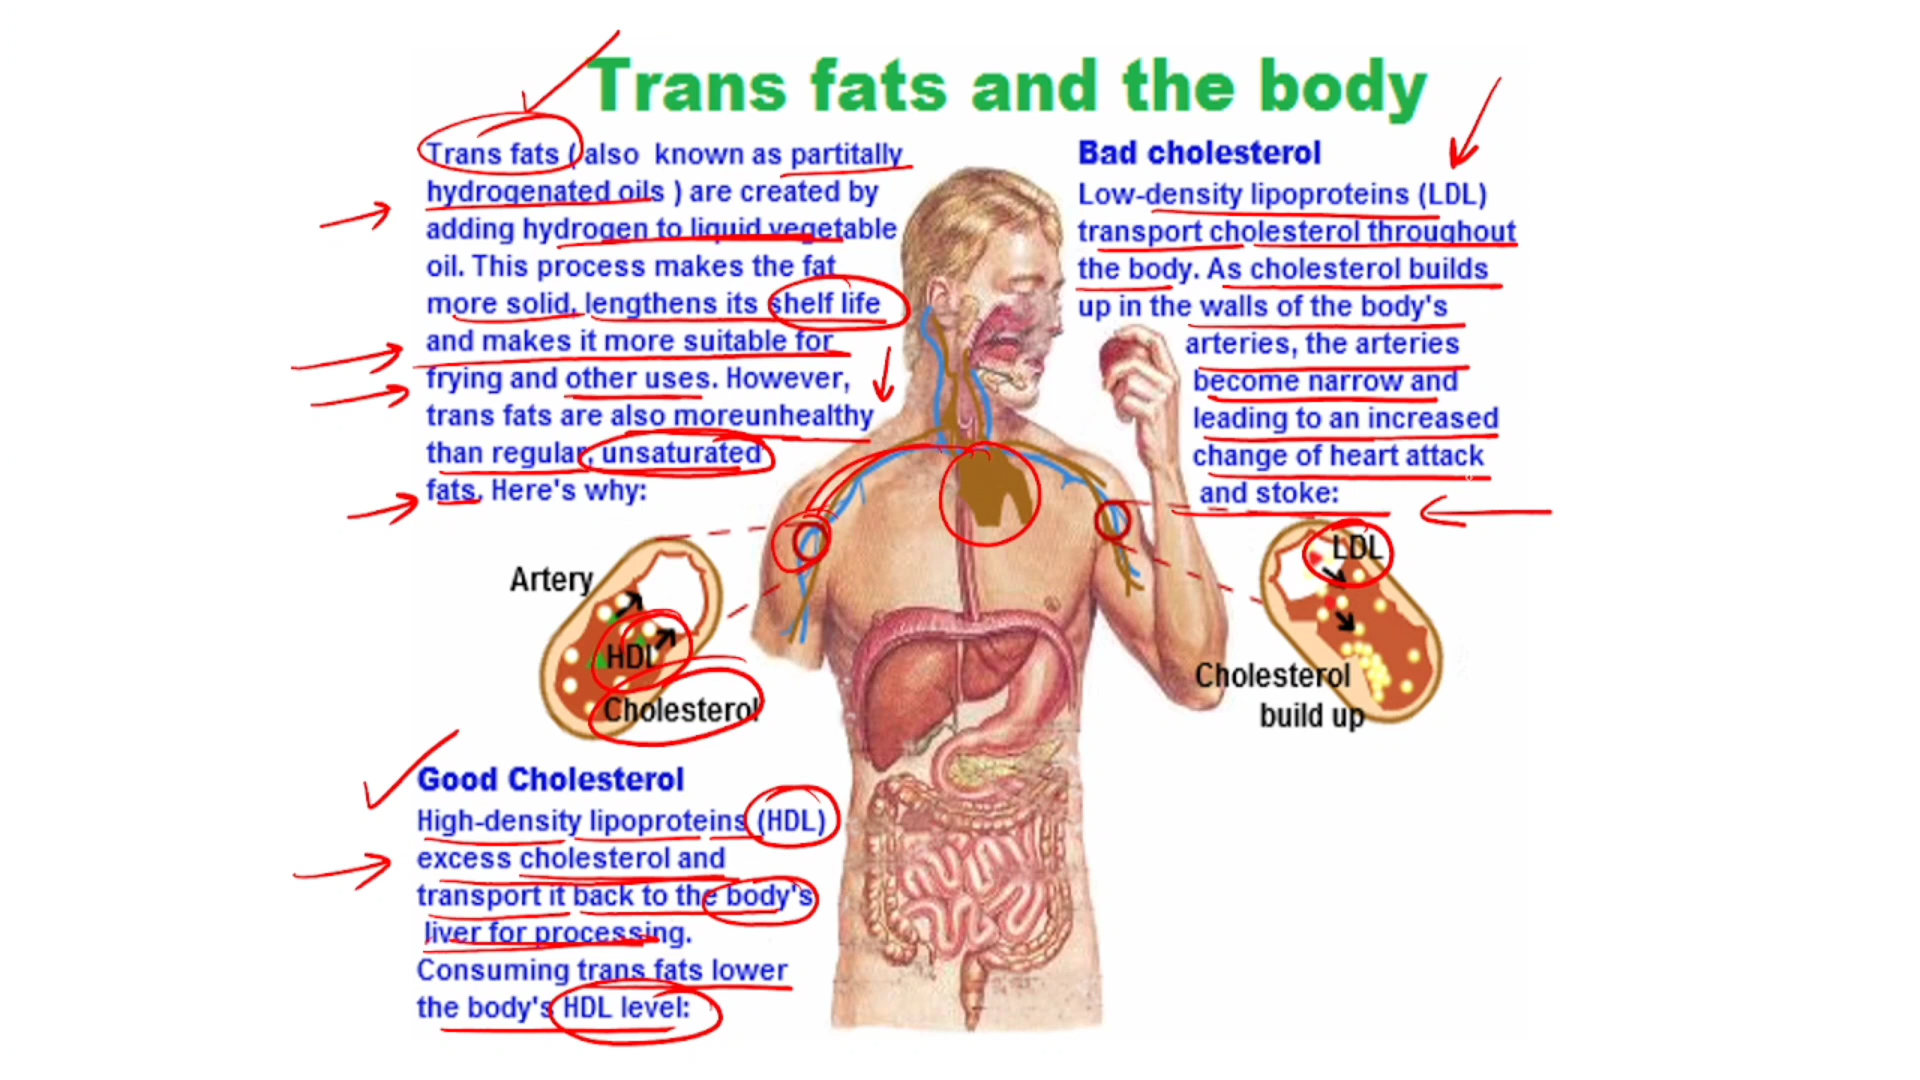 Trans fats and the body
Trans fats ( also known as partitally
hydrogenated oils ) are created by
adding hydrogen to liquid vegetable
oil. This process makes the fat
more solid, lengthens its shelf life
and makes it more suitable for
frying and other uses. However,
trans fats are also moreunhealthy
than regular, unsaturated
fats. Here's why:
Bad cholesterol
Low-density lipoproteins (LDL)
transport cholesterol throughout
the body. As cholesterol builds
up in the walls of the body's
arteries, the arteries
become narrow and
leading to an increased
change of heart attack
and stoke:
Artery
HDL
Cholesterol
LDL
Cholesterol
build up
Good Cholesterol
High-density lipoproteins (HDL)
excess cholesterol and
transport it back to the body's
liver for processing.
Consuming trans fats lower
the body's HDL level: